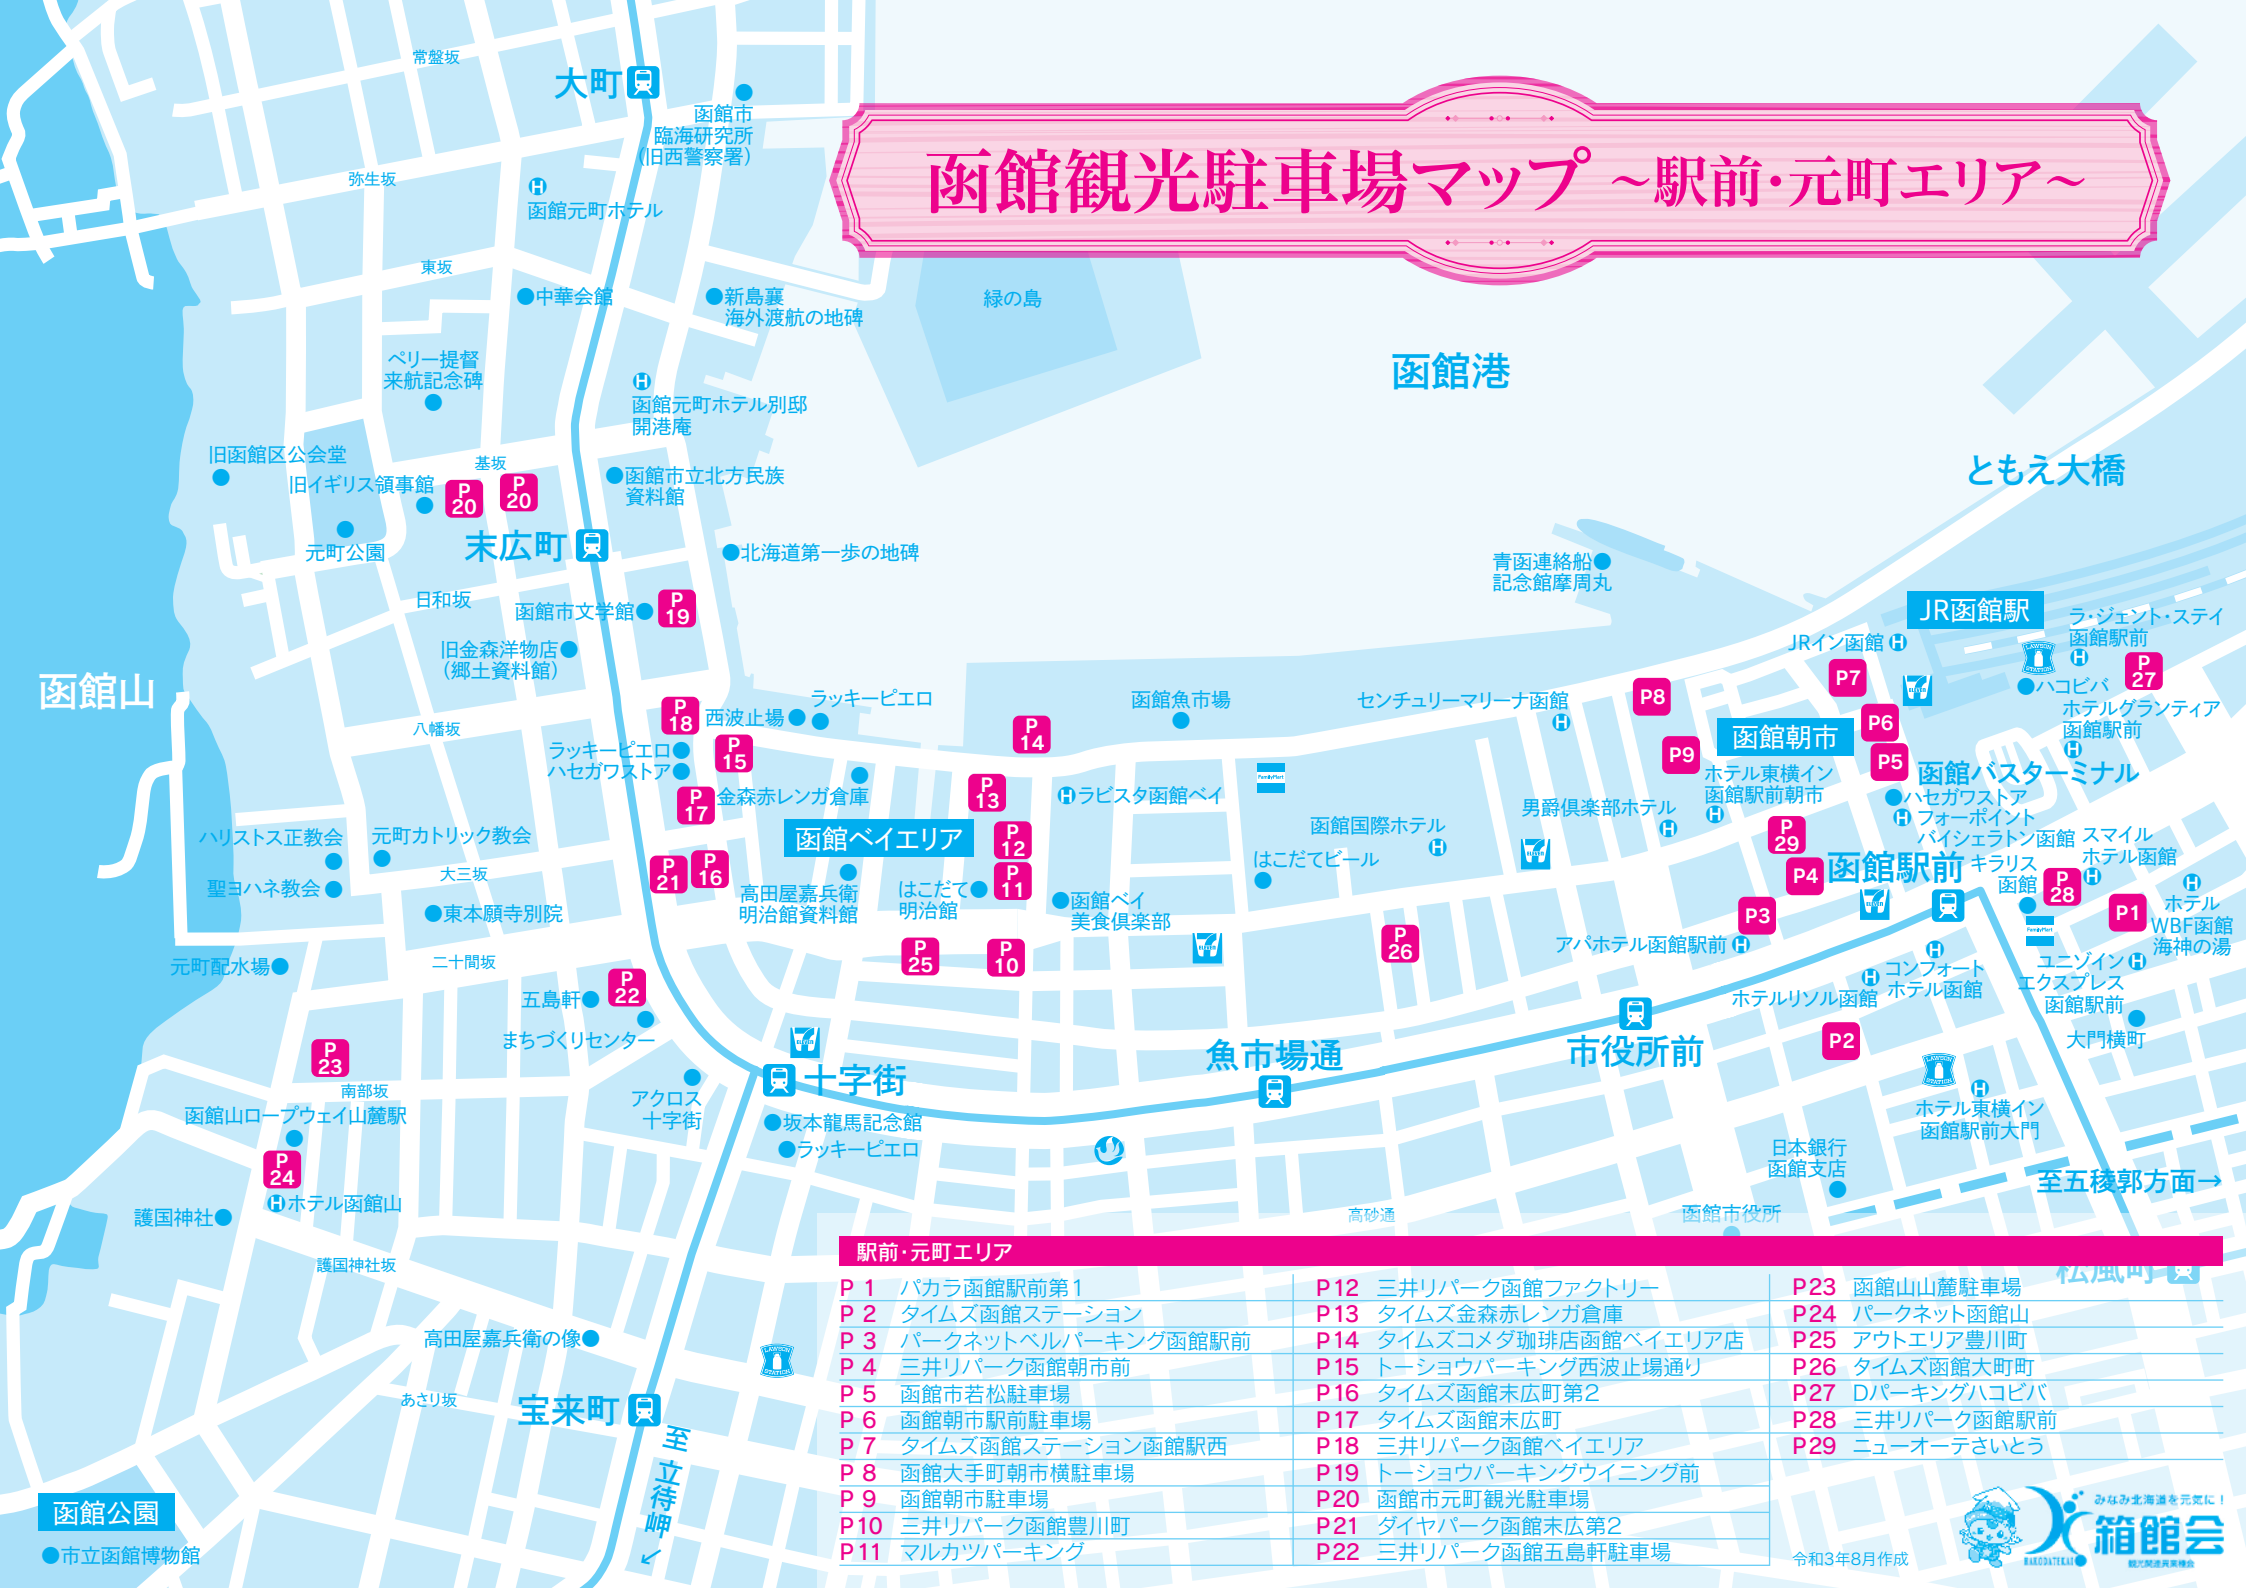 函館観光駐車場マップ ～駅前・元町エリア～
常盤坂
大町
函館市
臨海研究所
(旧西警察署)
弥生坂
函館元町ホテル
東坂
中華会館
新島襄
海外渡航の地碑
緑の島
函館港
ペリー提督
来航記念碑
函館元町ホテル別邸
開港庵
旧函館区公会堂
基坂
旧イギリス領事館
P
20
P
20
函館市立北方民族
資料館
ともえ大橋
元町公園
末広町
北海道第一歩の地碑
青函連絡船
記念館摩周丸
日和坂
函館市文学館
P
19
JR函館駅
ラ・ジェント・ステイ
函館駅前
旧金森洋物店
(郷土資料館)
JRイン函館
P
27
函館山
P7
ハコビバ
P8
ラッキーピエロ
函館魚市場
センチュリーマリーナ函館
P
18
西波止場
ホテルグランティア
函館駅前
八幡坂
P
14
P6
函館朝市
ラッキーピエロ
ハセガワストア
P
15
P9
P5
函館バスターミナル
ホテル東横イン
函館駅前朝市
P
17
金森赤レンガ倉庫
P
13
ラビスタ函館ベイ
FamilyMart
男爵倶楽部ホテル
ハセガワストア
フォーポイント
バイシェラトン函館
ハリストス正教会
元町カトリック教会
函館ベイエリア
P
12
函館国際ホテル
P
29
スマイル
ホテル函館
はこだてビール
函館駅前
キラリス
函館
大三坂
P
21
P
16
P
11
P4
P
28
聖ヨハネ教会
高田屋嘉兵衛
明治館資料館
はこだて
明治館
函館ベイ
美食倶楽部
P3
P1
ホテル
WBF函館
海神の湯
東本願寺別院
FamilyMart
アパホテル函館駅前
元町配水場
二十間坂
P
25
P
10
P
26
ユニゾイン
エクスプレス
函館駅前
コンフォート
ホテル函館
五島軒
P
22
ホテルリゾル函館
まちづくりセンター
P2
大門横町
P
23
魚市場通
市役所前
十字街
南部坂
アクロス
十字街
函館山ロープウェイ山麓駅
坂本龍馬記念館
ラッキーピエロ
ホテル東横イン
函館駅前大門
日本銀行
函館支店
P
24
至五稜郭方面→
ホテル函館山
護国神社
高砂通
函館市役所
護国神社坂
松風町
高田屋嘉兵衛の像
あさり坂
宝来町
至 立待岬
函館公園
市立函館博物館
駅前・元町エリア
P 1 パカラ函館駅前第1
P 2 タイムズ函館ステーション
P 3 パークネットベルパーキング函館駅前
P 4 三井リパーク函館朝市前
P 5 函館市若松駐車場
P 6 函館朝市駅前駐車場
P 7 タイムズ函館ステーション函館駅西
P 8 函館大手町朝市横駐車場
P 9 函館朝市駐車場
P10 三井リパーク函館豊川町
P11 マルカツパーキング
P12 三井リパーク函館ファクトリー
P13 タイムズ金森赤レンガ倉庫
P14 タイムズコメダ珈琲店函館ベイエリア店
P15 トーショウパーキング西波止場通り
P16 タイムズ函館末広町第2
P17 タイムズ函館末広町
P18 三井リパーク函館ベイエリア
P19 トーショウパーキングウイニング前
P20 函館市元町観光駐車場
P21 ダイヤパーク函館末広第2
P22 三井リパーク函館五島軒駐車場
P23 函館山山麓駐車場
P24 パークネット函館山
P25 アウトエリア豊川町
P26 タイムズ函館大町町
P27 Dパーキングハコビバ
P28 三井リパーク函館駅前
P29 ニューオーテさいとう
令和3年8月作成
みなみ北海道を元気に！
箱館会
HAKODATEKAI
観光関連異業種会